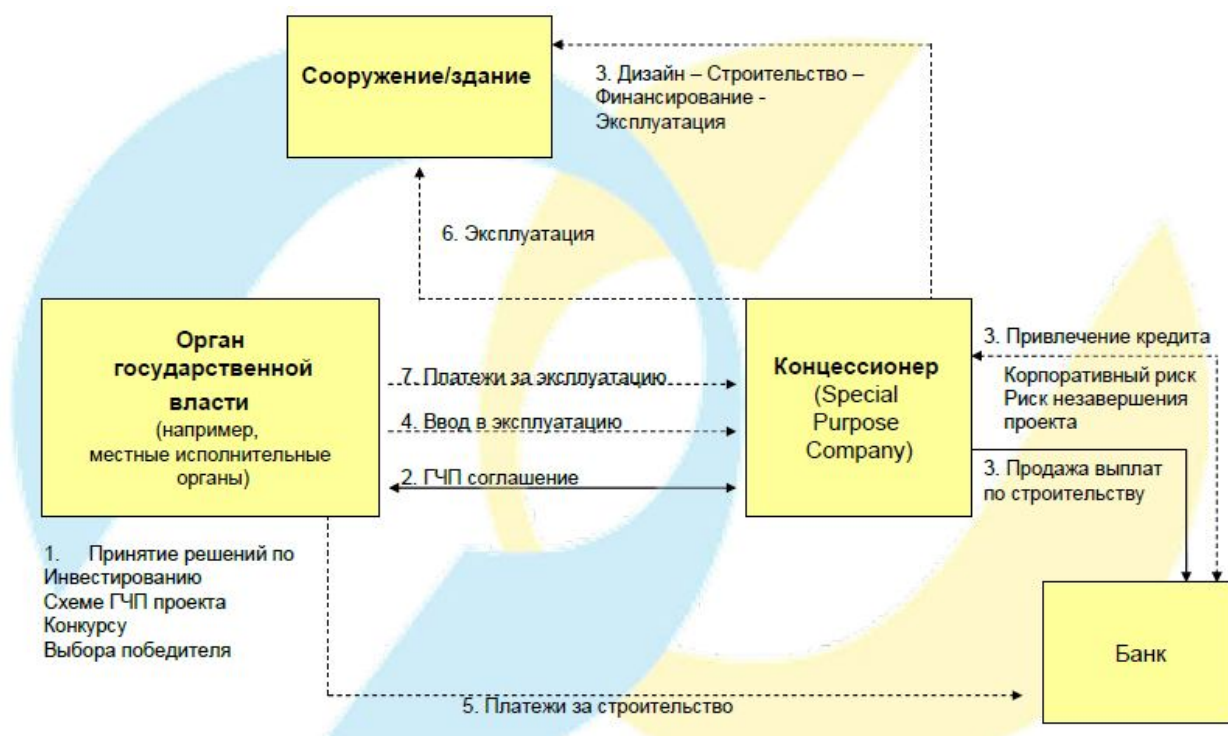 Сооружение/здание
3. Дизайн – Строительство –
Финансирование -
Эксплуатация
6. Эксплуатация
Орган
государственной
власти
(например,
местные исполнительные
органы)
7. Платежи за эксплуатацию
4. Ввод в эксплуатацию
2. ГЧП соглашение
Концессионер
(Special
Purpose
Company)
3. Привлечение кредита
Корпоративный риск
Риск незавершения
проекта
3. Продажа выплат
по строительству
1. Принятие решений по
Инвестированию
Схеме ГЧП проекта
Конкурсу
Выбора победителя
Банк
5. Платежи за строительство